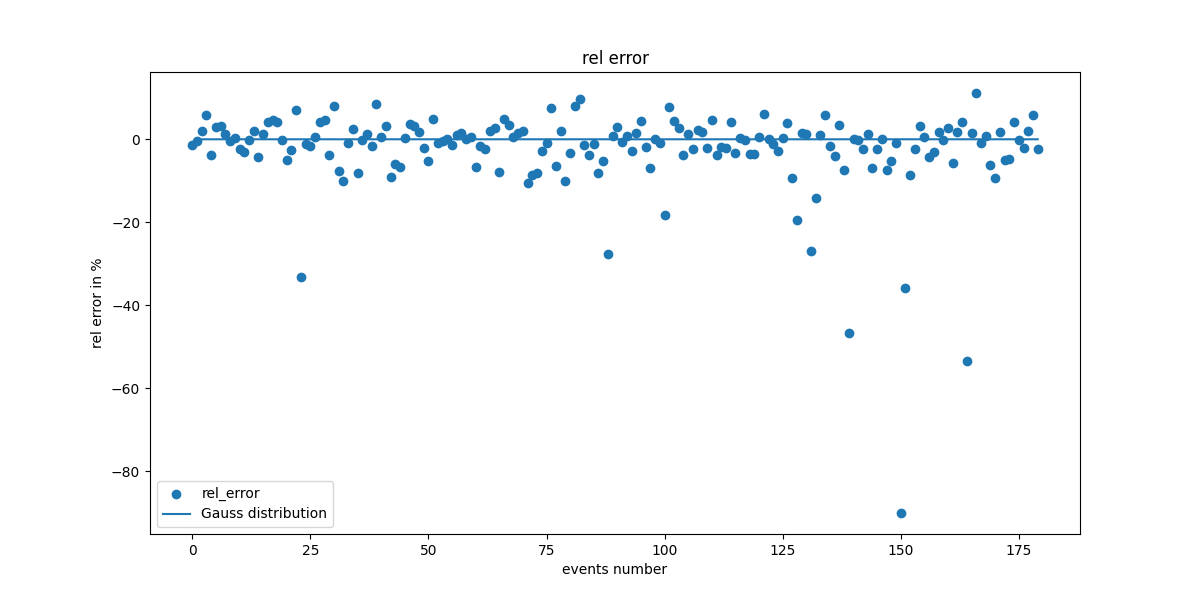 rel error
rel error in %
0
−20
−40
−60
−80
rel_error
Gauss distribution
0
25
50
75
100
125
150
175
events number